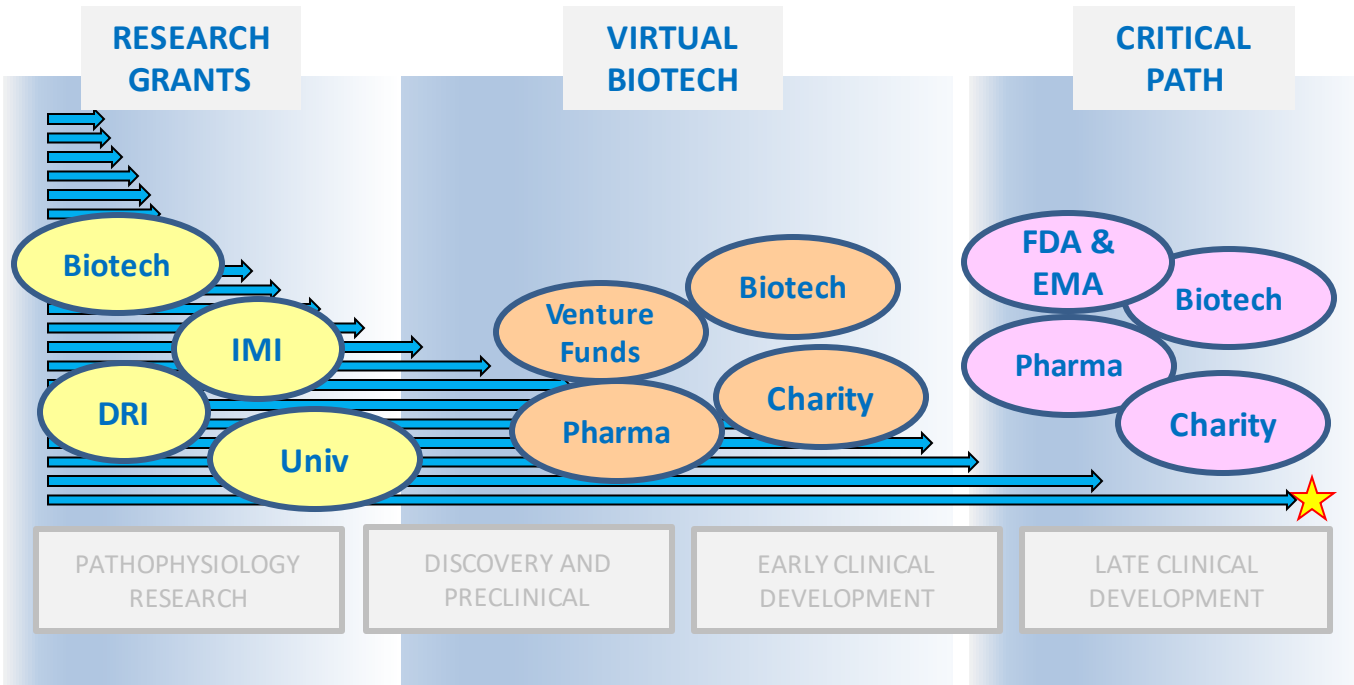 RESEARCH
GRANTS
VIRTUAL
BIOTECH
CRITICAL
PATH
Biotech
IMI
DRI
Univ
Venture
Funds
Biotech
Pharma
Charity
FDA &
EMA
Biotech
Pharma
Charity
PATHOPHYSIOLOGY
RESEARCH
DISCOVERY AND
PRECLINICAL
EARLY CLINICAL
DEVELOPMENT
LATE CLINICAL
DEVELOPMENT